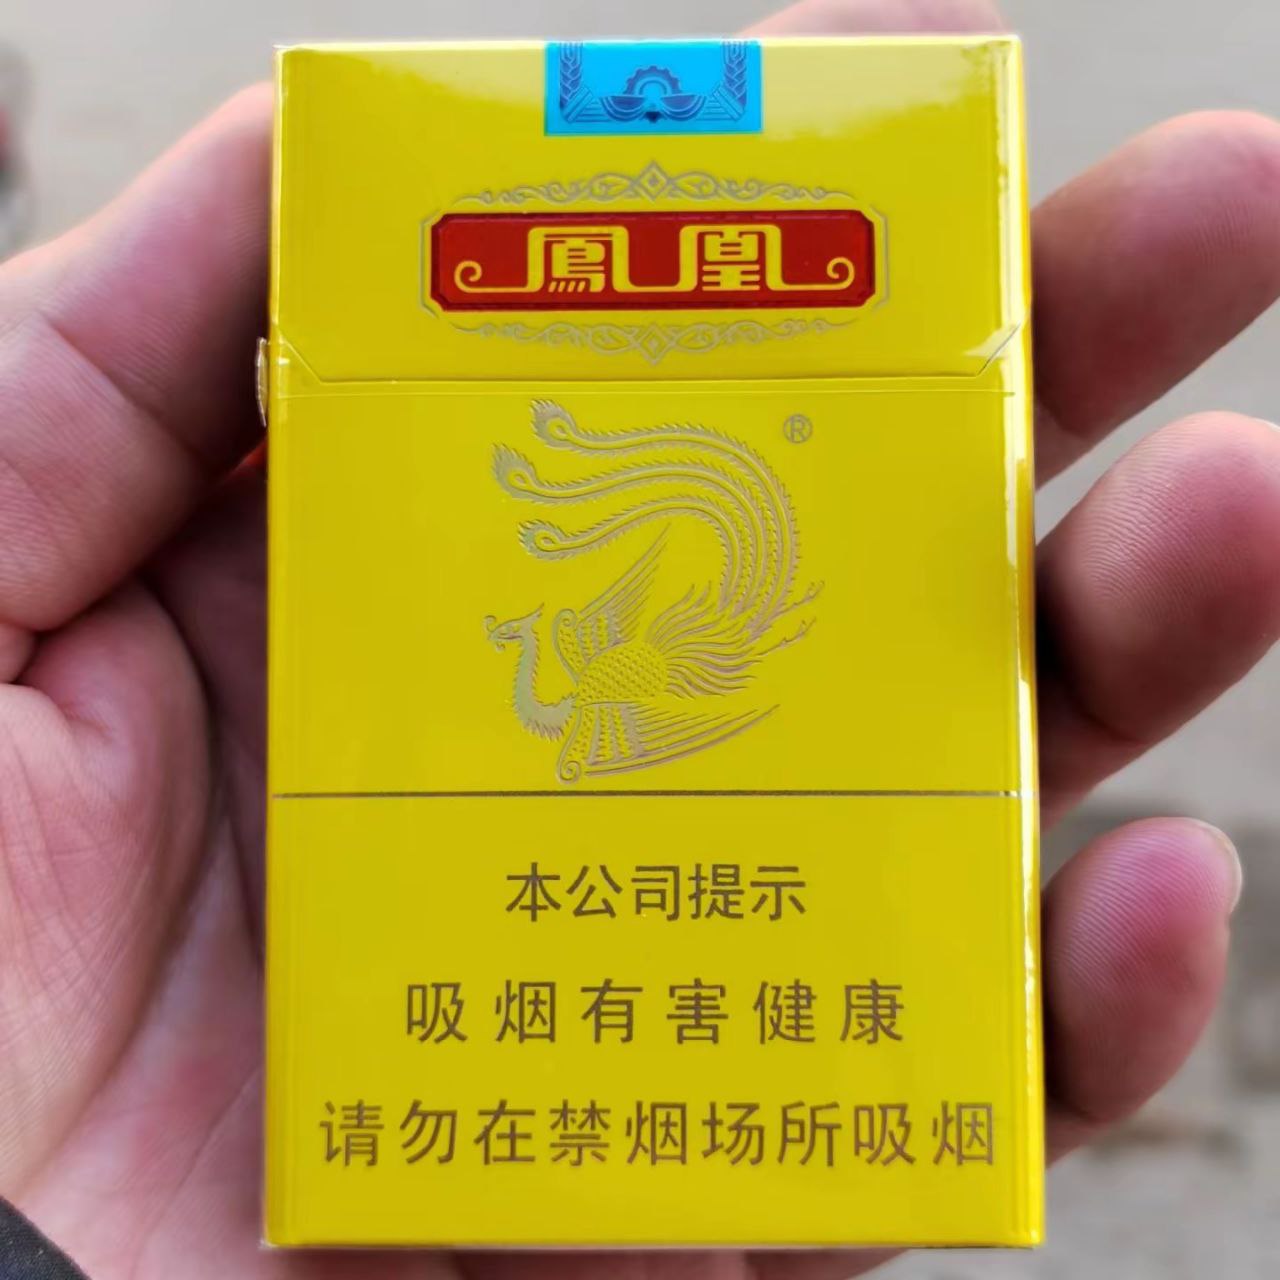 鳳凰
®
本公司提示
吸烟有害健康
请勿在禁烟场所吸烟